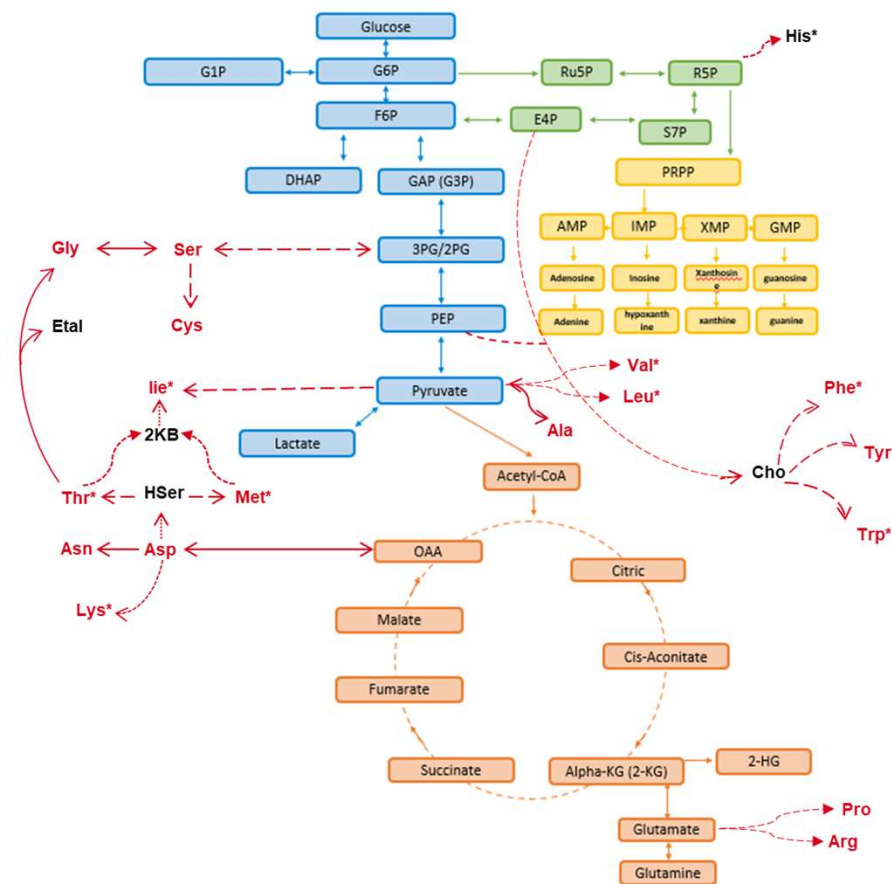 Glucose
His*
G1P
G6P
Ru5P
R5P
F6P
E4P
S7P
DHAP
GAP (G3P)
PRPP
AMP
IMP
XMP
GMP
Gly
Ser
3PG/2PG
Adenosine
Inosine
Xanthosin
e
guanosine
Etal
Cys
PEP
Adenine
hypoxanth
ine
xanthine
guanine
Iie*
Pyruvate
Val*
Leu*
Phe*
2KB
Lactate
Ala
Tyr
Thr*
HSer
Met*
Acetyl-CoA
Cho
Trp*
Asn
Asp
OAA
Citric
Lys*
Malate
Cis-Aconitate
Fumarate
Succinate
Alpha-KG (2-KG)
2-HG
Glutamate
Pro
Arg
Glutamine